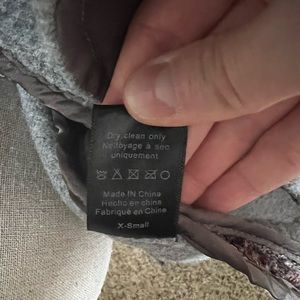 Dry clean only
Nettoyage à sec
uniquement
Made IN China
Hecho en china
Fabriqué en Chine
X-Small